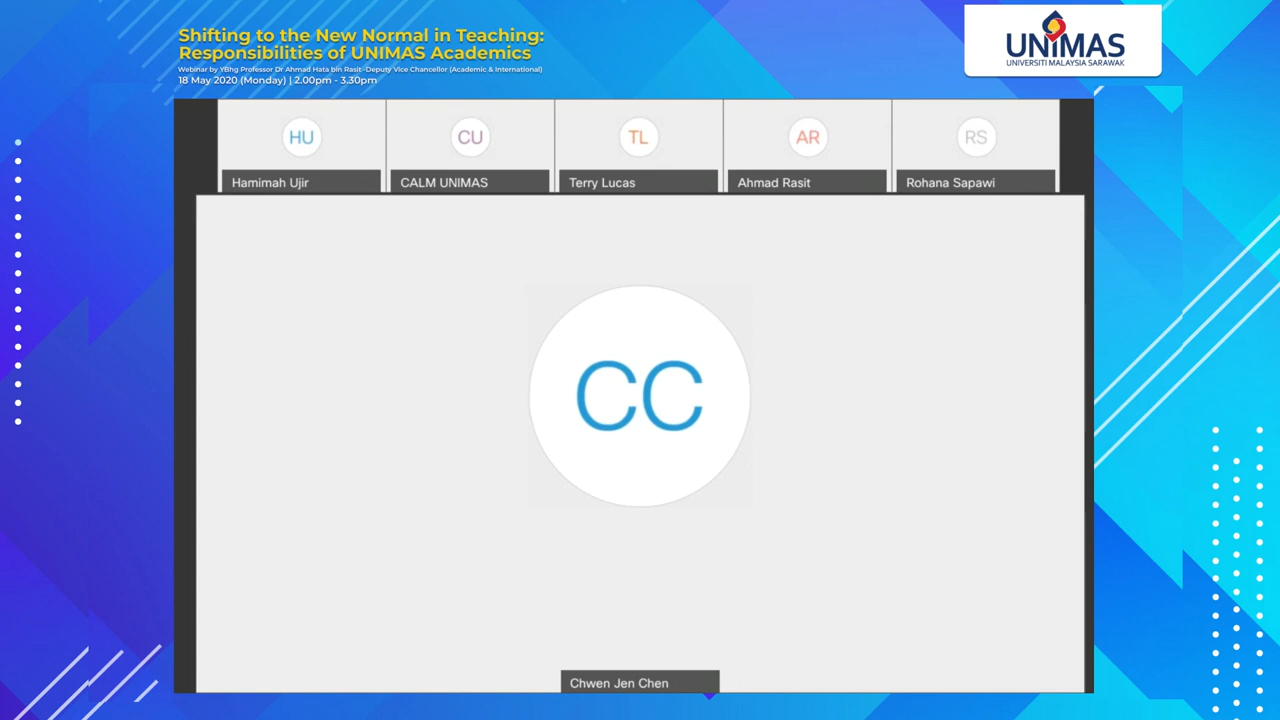 Shifting to the New Normal in Teaching:
Responsibilities of UNIMAS Academics
Webinar by YBhg Professor Dr Ahmad Hata bin Rasit-Deputy Vice Chancellor (Academic & International)
18 May 2020 (Monday) | 2.00pm - 3.30pm
UNIMAS
UNIVERSITI MALAYSIA SARAWAK
HU
CU
TL
AR
RS
Hamimah Ujir
CALM UNIMAS
Terry Lucas
Ahmad Rasit
Rohana Sapawi
CC
Chwen Jen Chen